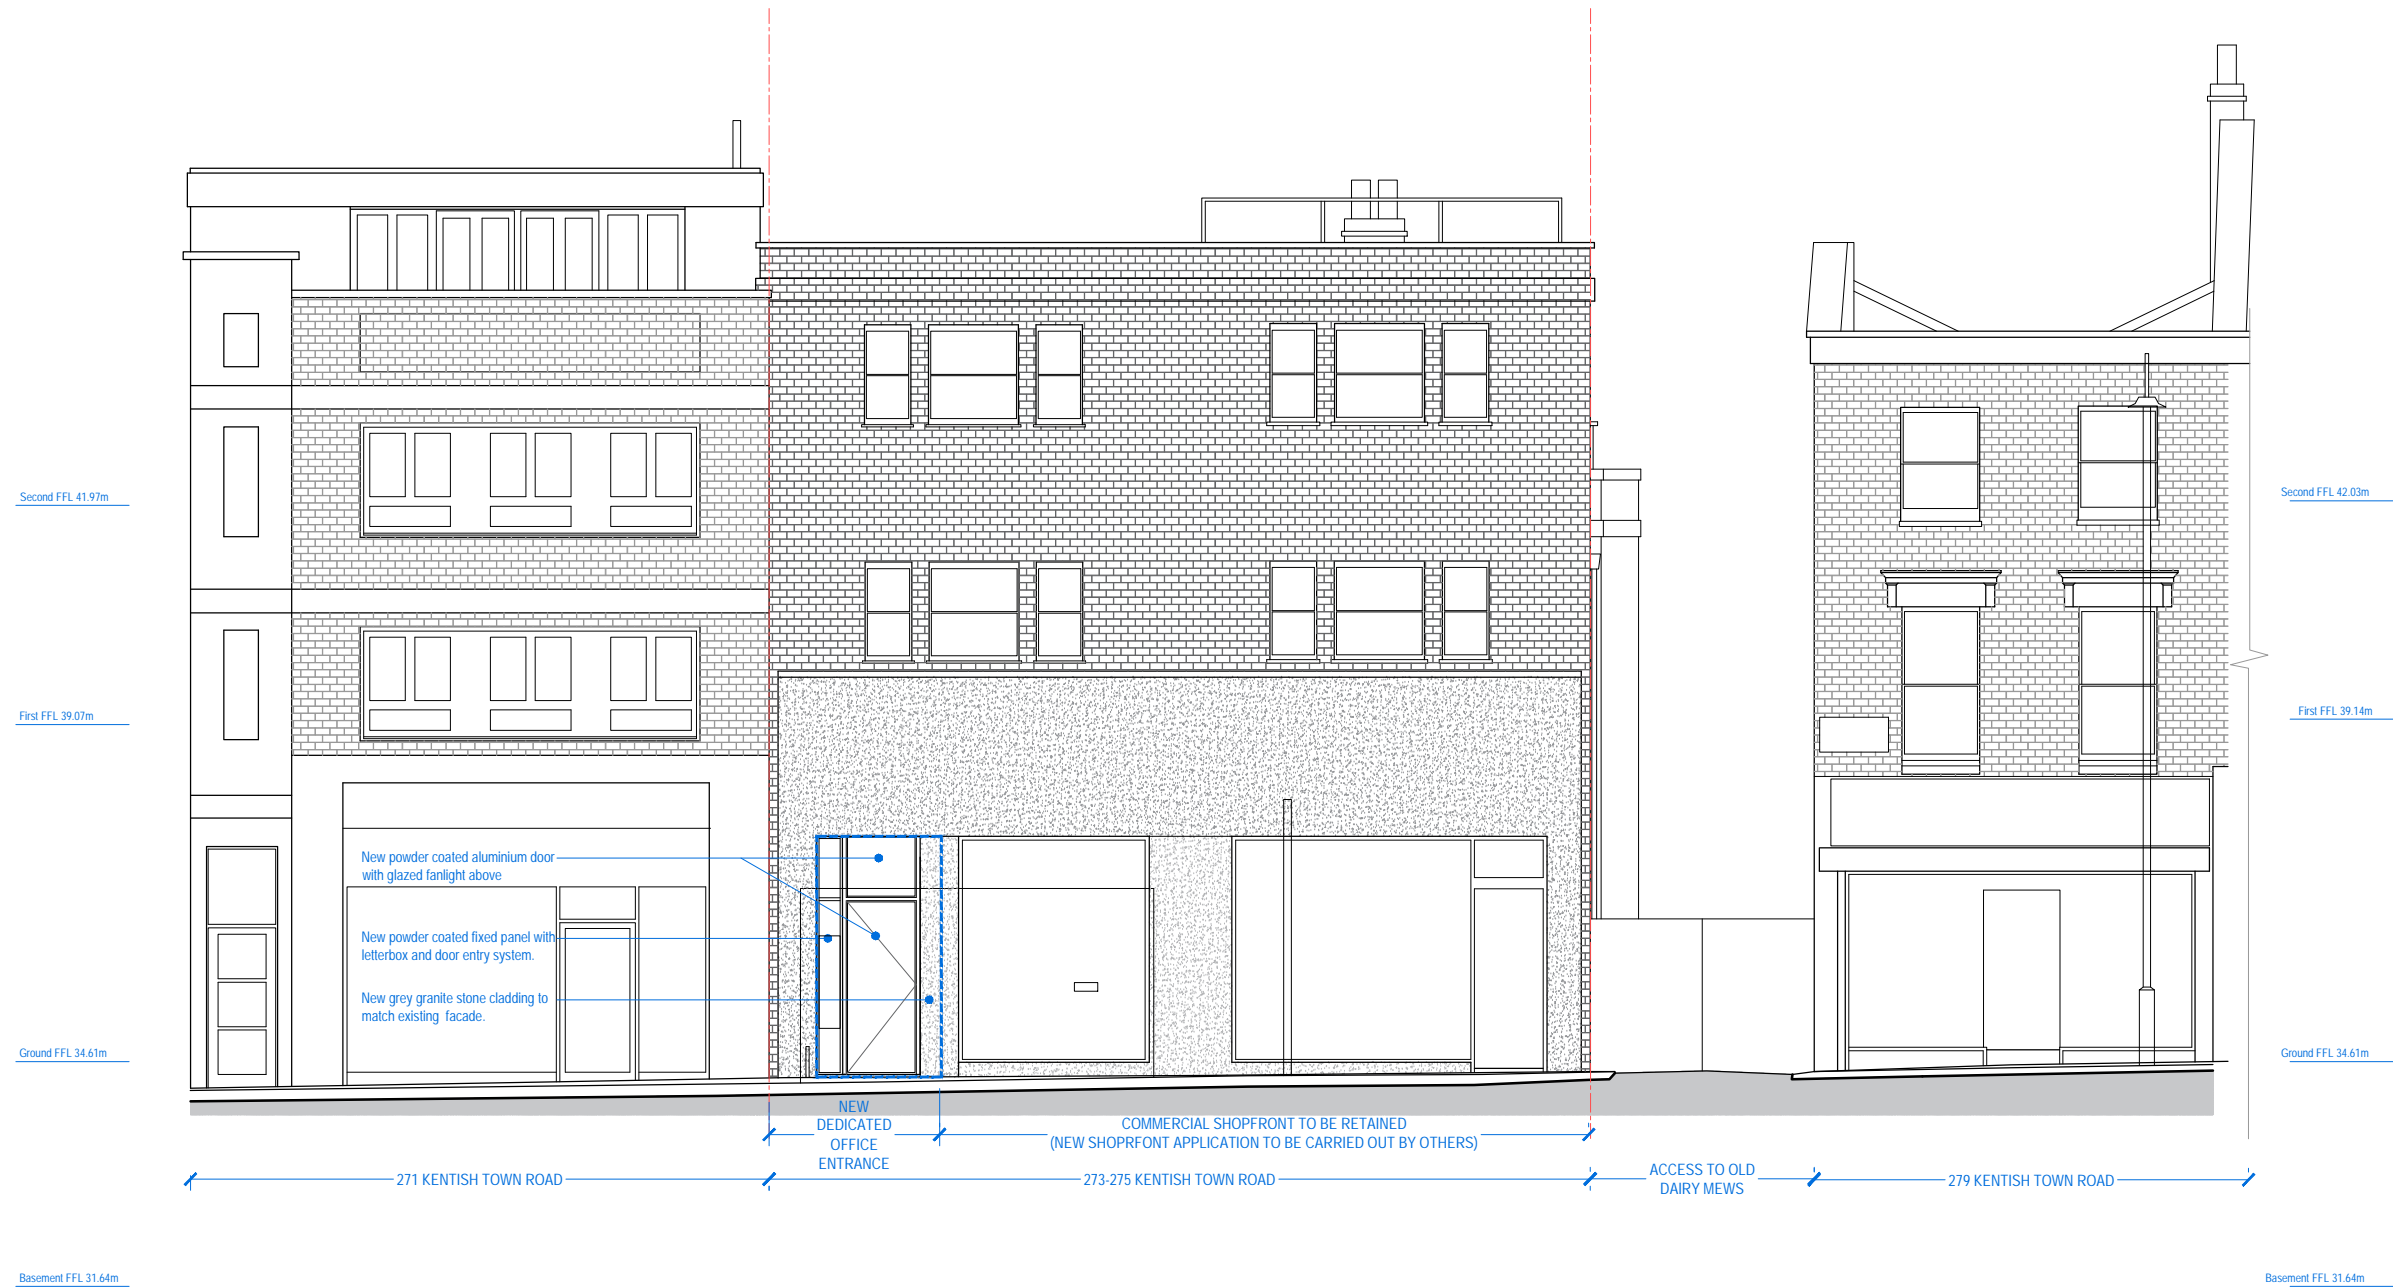 Second FFL 41.97m
Second FFL 42.03m
First FFL 39.07m
First FFL 39.14m
New powder coated aluminium door
with glazed fanlight above
New powder coated fixed panel with
letterbox and door entry system.
New grey granite stone cladding to
match existing facade.
Ground FFL 34.61m
Ground FFL 34.61m
NEW
DEDICATED
OFFICE
ENTRANCE
COMMERCIAL SHOPFRONT TO BE RETAINED
(NEW SHOPRFONT APPLICATION TO BE CARRIED OUT BY OTHERS)
271 KENTISH TOWN ROAD
273-275 KENTISH TOWN ROAD
ACCESS TO OLD
DAIRY MEWS
279 KENTISH TOWN ROAD
Basement FFL 31.64m
Basement FFL 31.64m